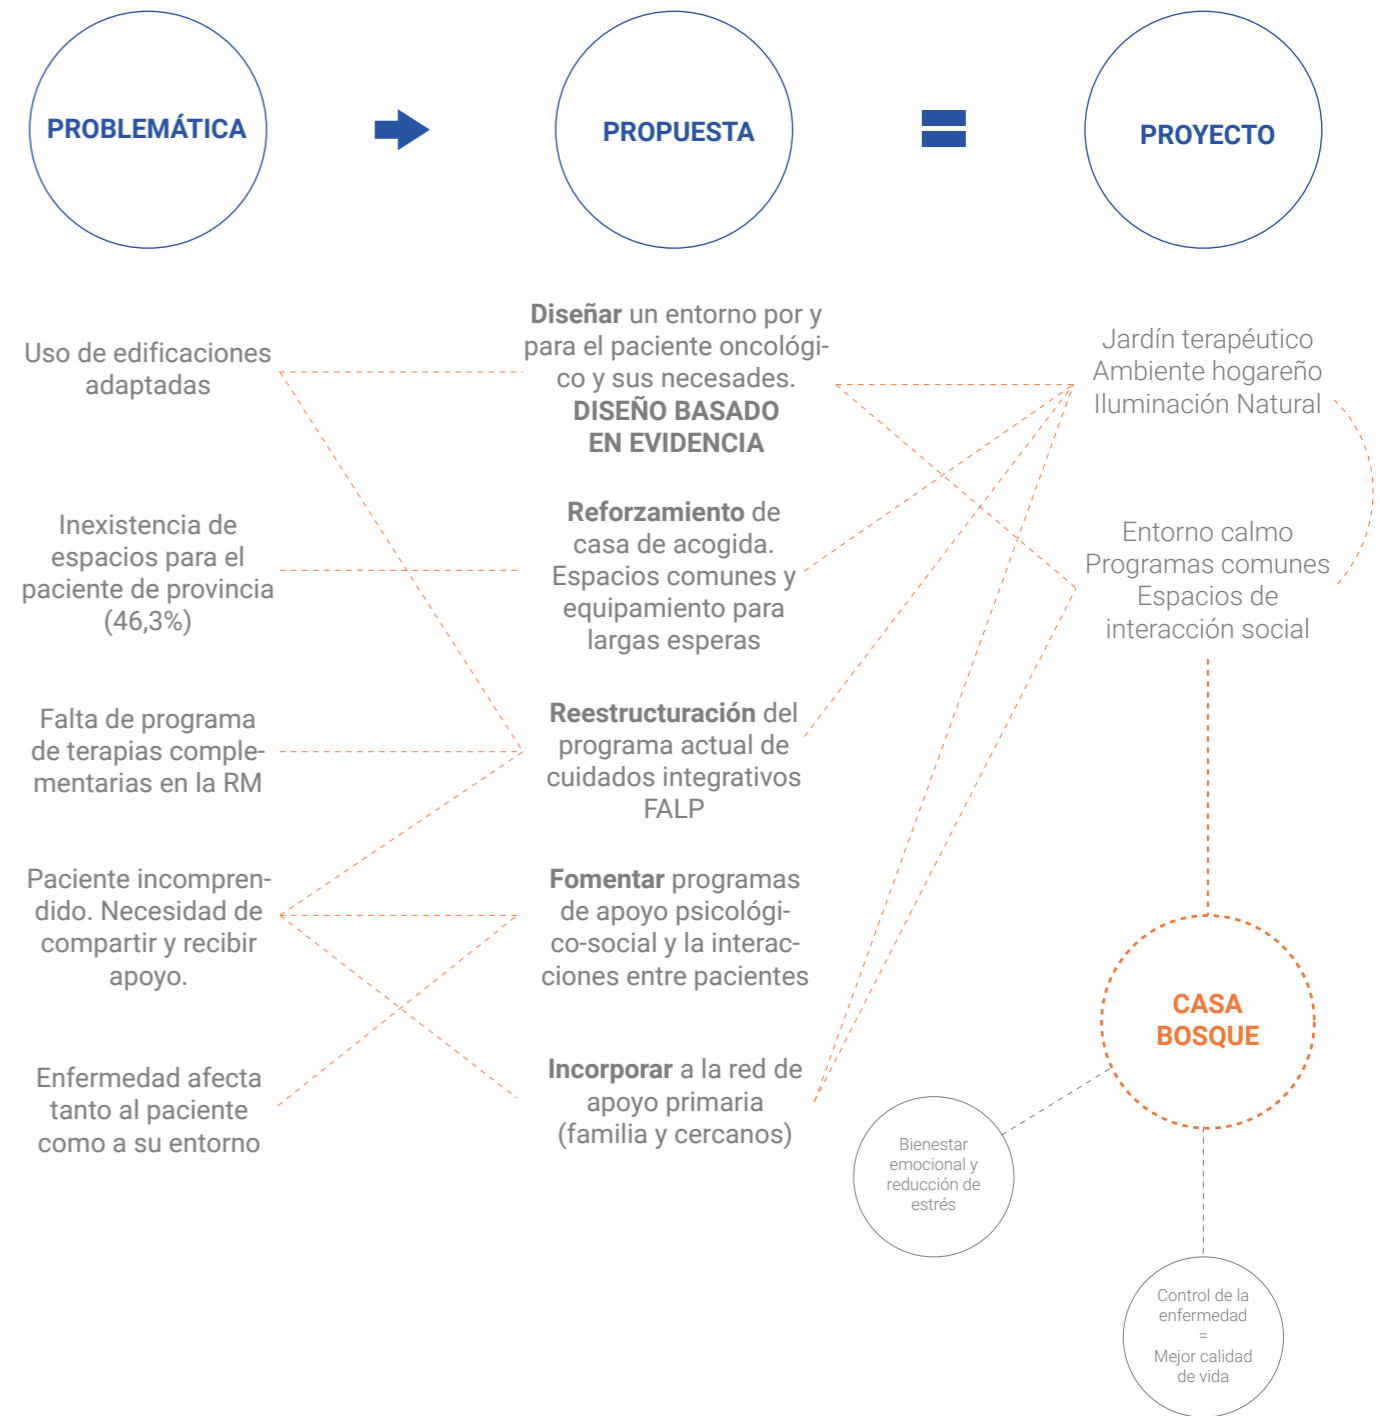 PROBLEMÁTICA
PROPUESTA
PROYECTO
Uso de edificaciones
adaptadas
Inexistencia de
espacios para el
paciente de provincia
(46,3%)
Falta de programa
de terapias comple-
mentarias en la RM
Paciente incompren-
dido. Necesidad de
compartir y recibir
apoyo.
Enfermedad afecta
tanto al paciente
como a su entorno
Diseñar un entorno por y
para el paciente oncológi-
co y sus necesades.
DISEÑO BASADO
EN EVIDENCIA
Reforzamiento de
casa de acogida.
Espacios comunes y
equipamiento para
largas esperas
Reestructuración del
programa actual de
cuidados integrativos
FALP
Fomentar programas
de apoyo psicológi-
co-social y la interac-
ciones entre pacientes
Incorporar a la red de
apoyo primaria
(familia y cercanos)
Jardín terapéutico
Ambiente hogareño
Iluminación Natural
Entorno calmo
Programas comunes
Espacios de
interacción social
CASA
BOSQUE
Bienestar
emocional y
reducción de
estrés
Control de la
enfermedad
=
Mejor calidad
de vida